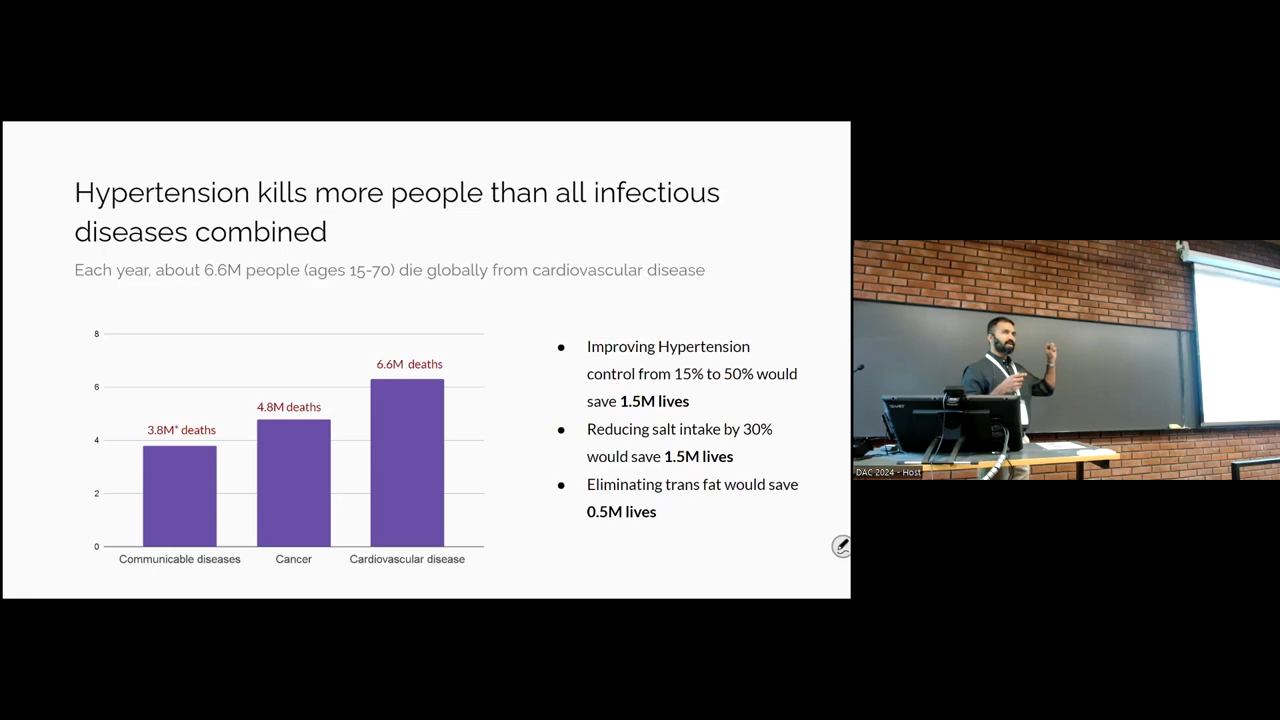 Hypertension kills more people than all infectious
diseases combined
Each year, about 6.6M people (ages 15-70) die globally from cardiovascular disease
8
6
4
2
0
3.8M* deaths
4.8M deaths
6.6M deaths
Communicable diseases
Cancer
Cardiovascular disease
● Improving Hypertension
control from 15% to 50% would
save 1.5M lives
● Reducing salt intake by 30%
would save 1.5M lives
● Eliminating trans fat would save
0.5M lives
DAC 2024 - Host